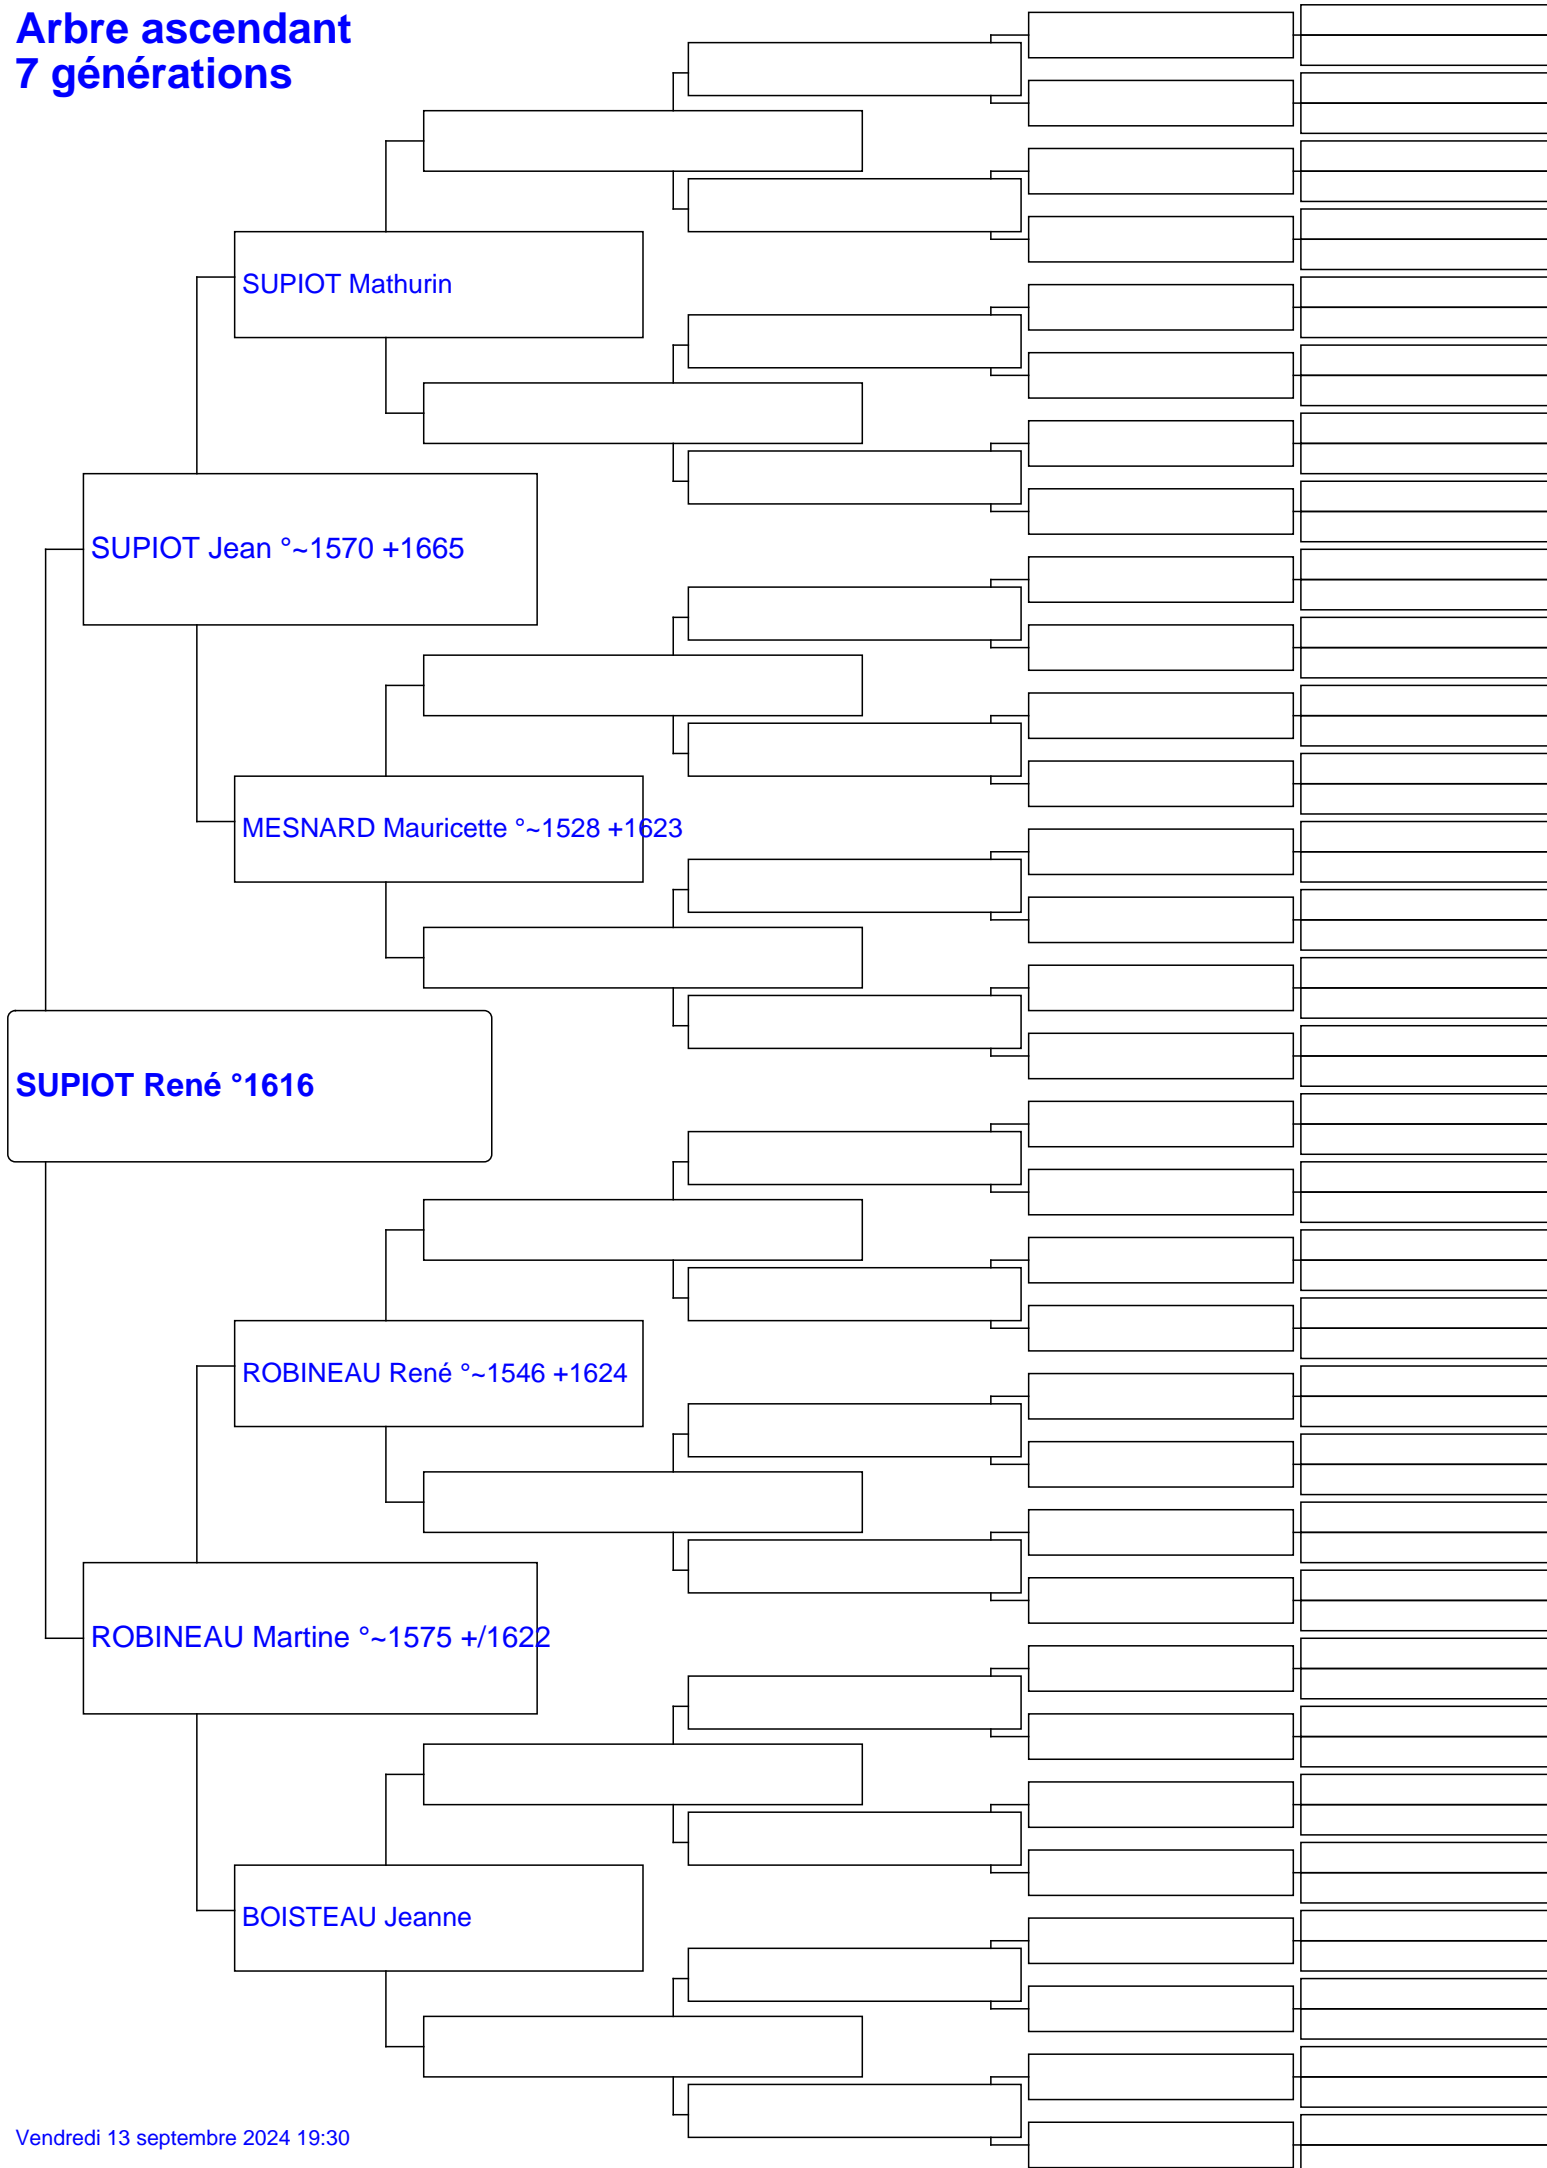 Arbre ascendant
7 générations
SUPIOT Mathurin
SUPIOT Jean °~1570 +1665
MESNARD Mauricette °~1528 +1623
SUPIOT René °1616
ROBINEAU René °~1546 +1624
ROBINEAU Martine °~1575 +/1622
BOISTEAU Jeanne
Vendredi 13 septembre 2024 19:30